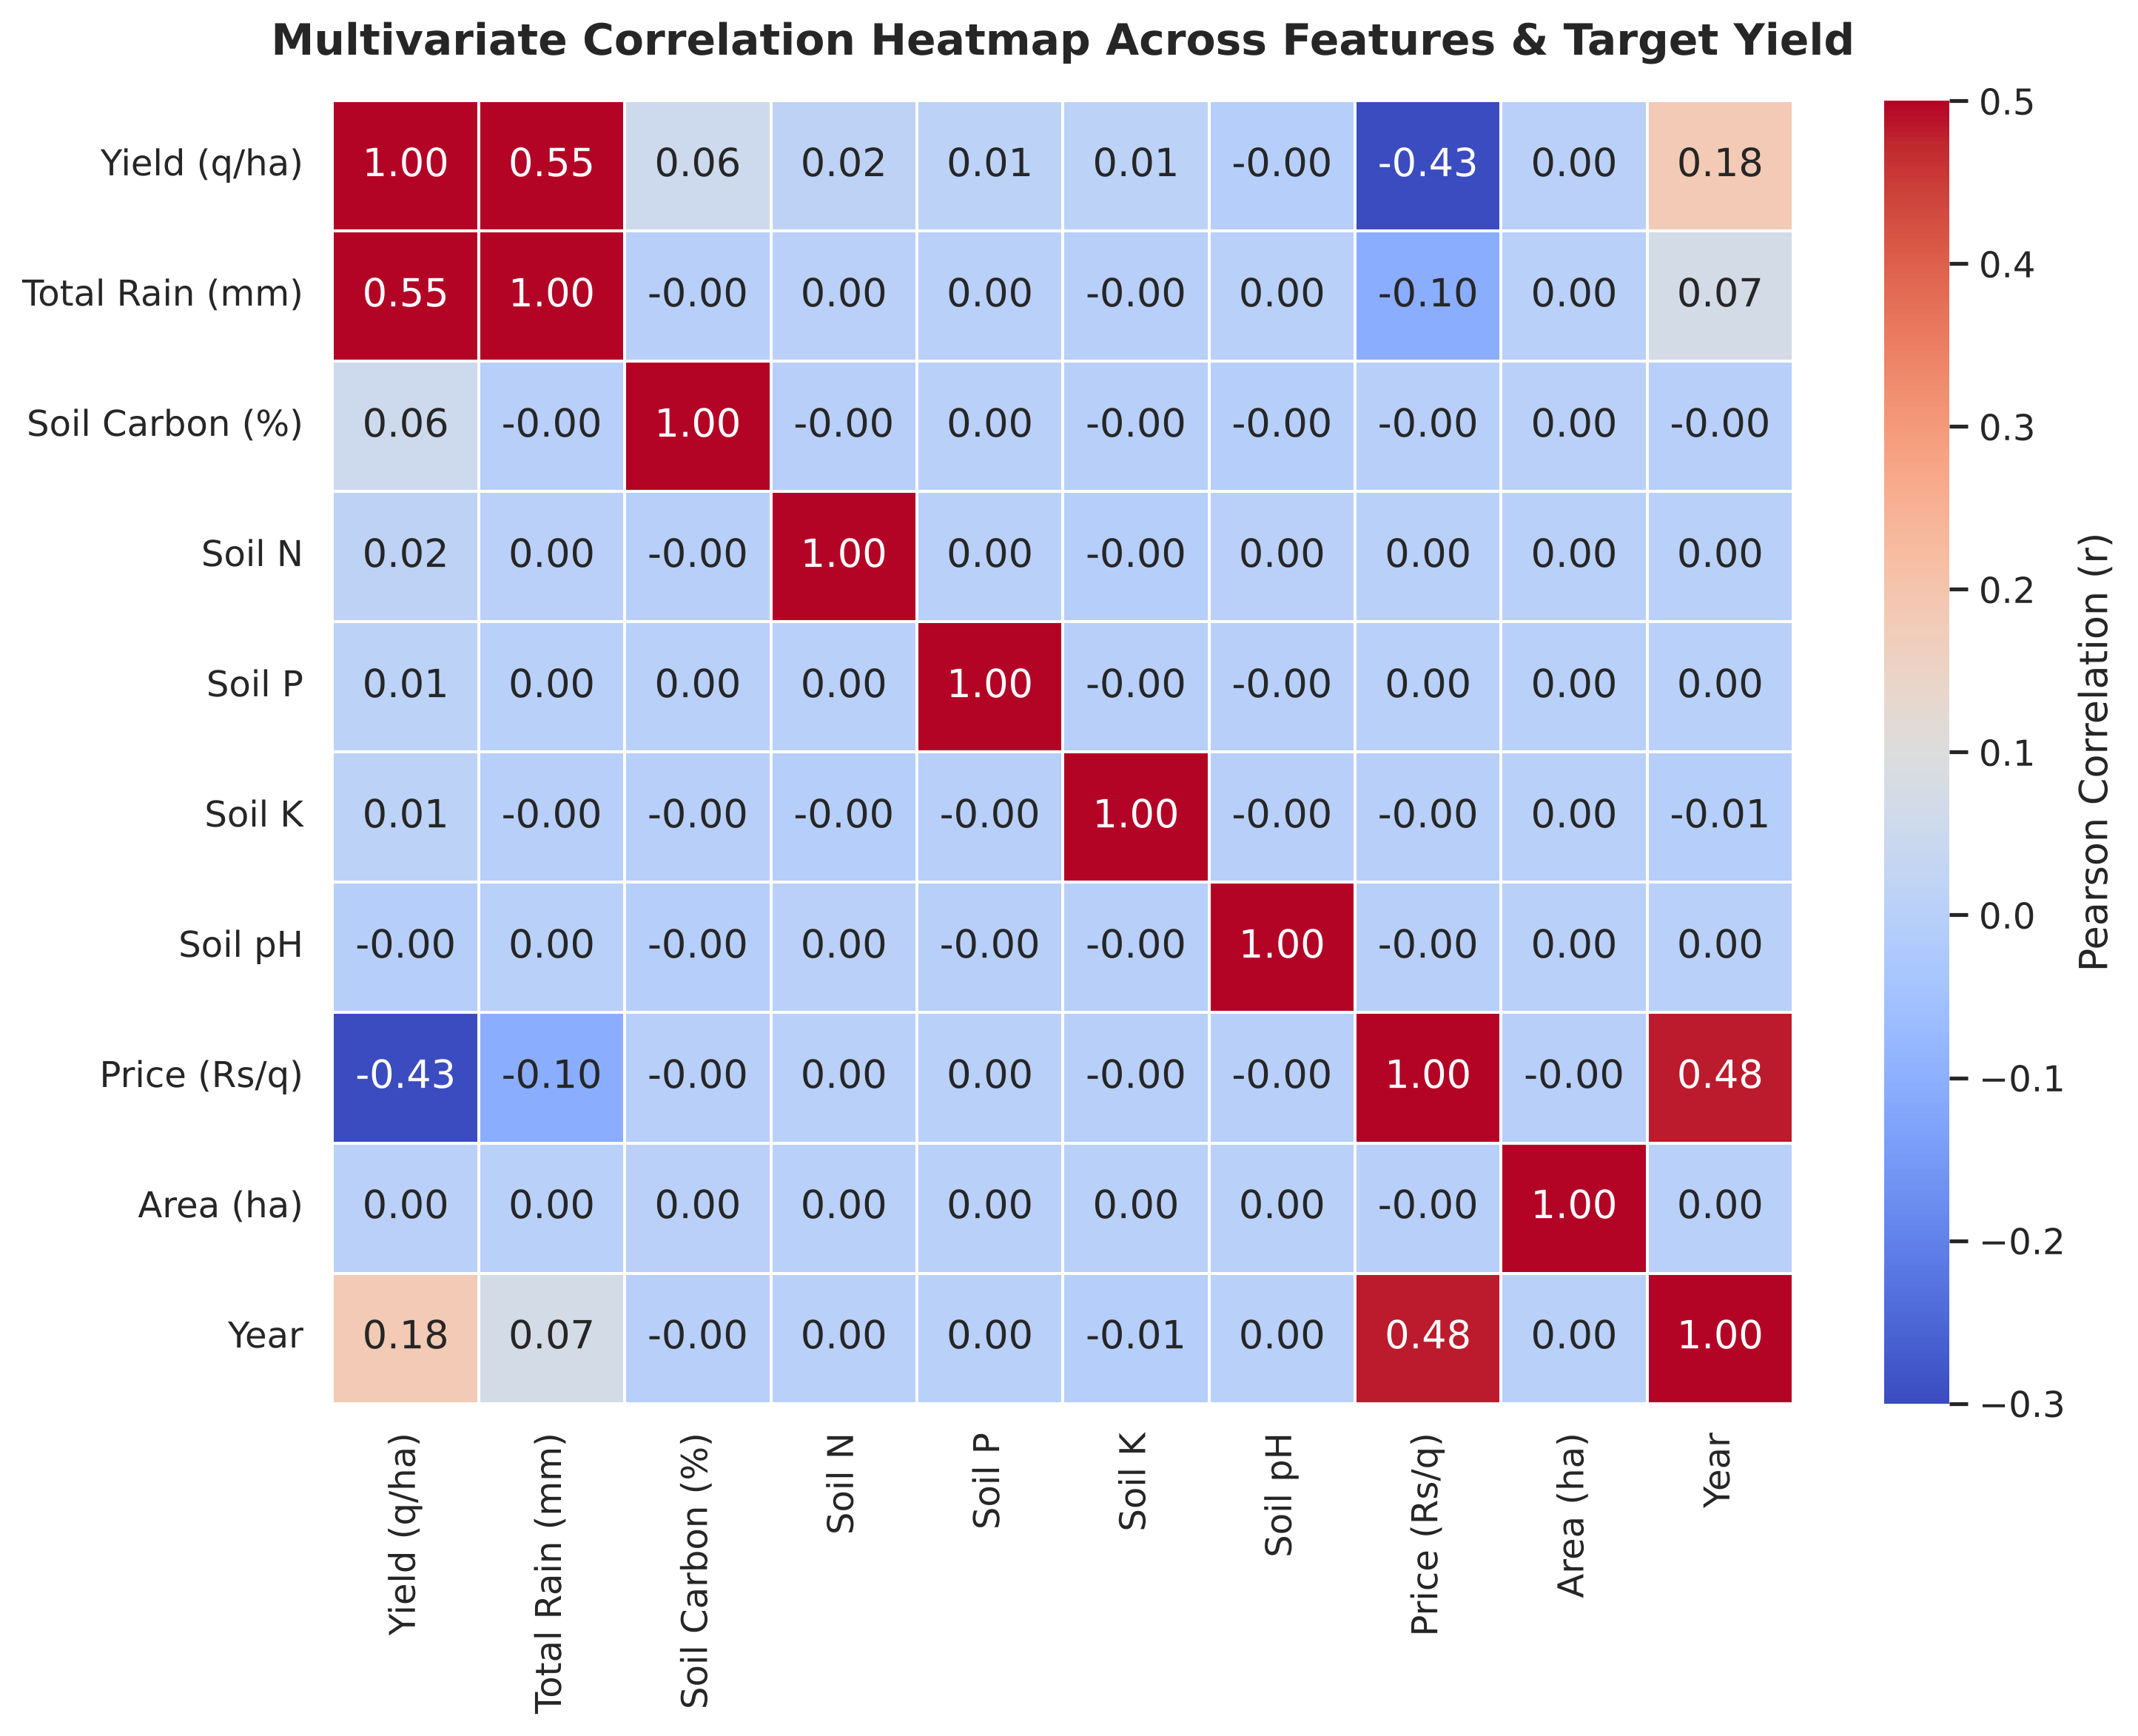 Multivariate Correlation Heatmap Across Features & Target Yield
Yield (q/ha) 1.00 0.55 0.06 0.02 0.01 0.01 -0.00 -0.43 0.00 0.18
Total Rain (mm) 0.55 1.00 -0.00 0.00 0.00 -0.00 0.00 -0.10 0.00 0.07
Soil Carbon (%) 0.06 -0.00 1.00 -0.00 0.00 -0.00 -0.00 -0.00 0.00 -0.00
Soil N 0.02 0.00 -0.00 1.00 0.00 -0.00 0.00 0.00 0.00 0.00
Soil P 0.01 0.00 0.00 0.00 1.00 -0.00 -0.00 0.00 0.00 0.00
Soil K 0.01 -0.00 -0.00 -0.00 -0.00 1.00 -0.00 -0.00 0.00 -0.01
Soil pH -0.00 0.00 -0.00 0.00 -0.00 -0.00 1.00 -0.00 0.00 0.00
Price (Rs/q) -0.43 -0.10 -0.00 0.00 0.00 -0.00 -0.00 1.00 -0.00 0.48
Area (ha) 0.00 0.00 0.00 0.00 0.00 0.00 0.00 -0.00 1.00 0.00
Year 0.18 0.07 -0.00 0.00 0.00 -0.01 0.00 0.48 0.00 1.00
Yield (q/ha)
Total Rain (mm)
Soil Carbon (%)
Soil N
Soil P
Soil K
Soil pH
Price (Rs/q)
Area (ha)
Year
0.5
0.4
0.3
0.2
0.1
0.0
−0.1
−0.2
−0.3
Pearson Correlation (r)